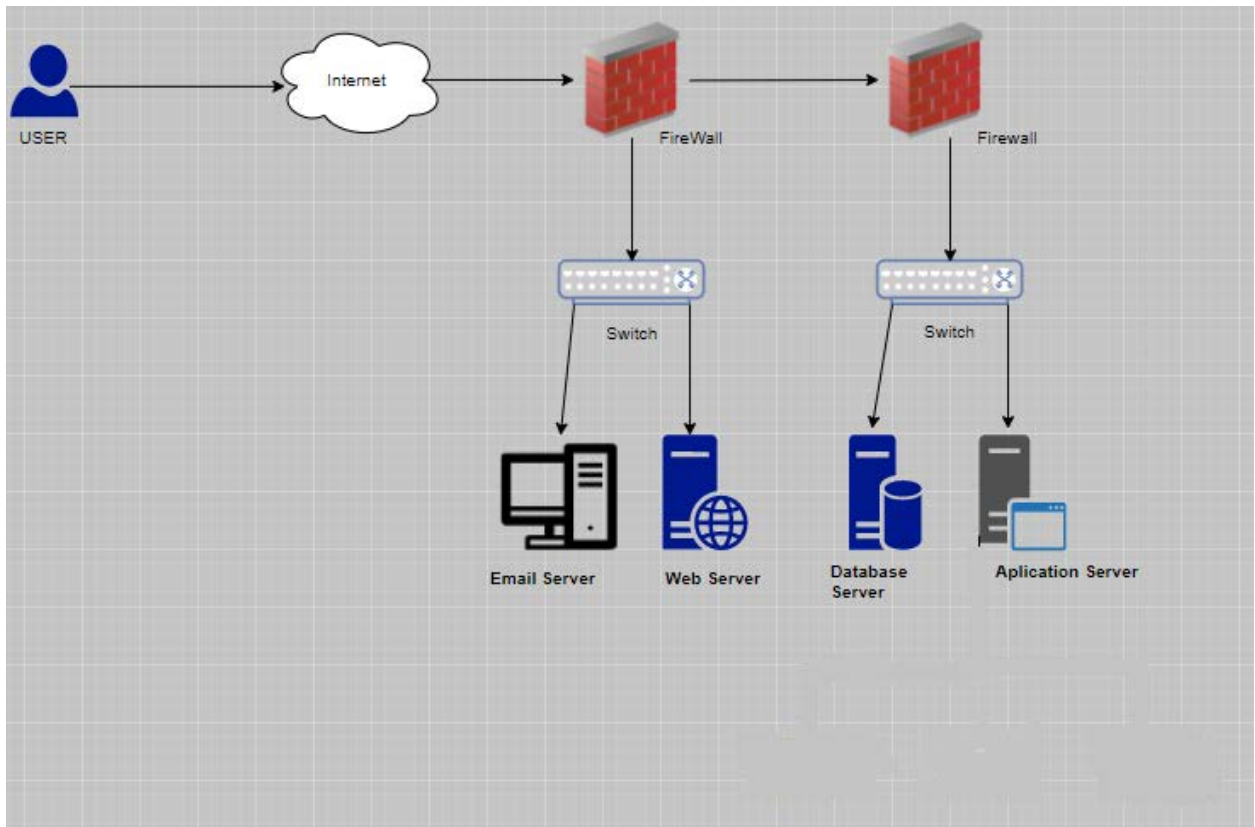 Internet
USER
FireWall
Firewall
Switch
Switch
Email Server
Web Server
Database
Server
Aplication Server